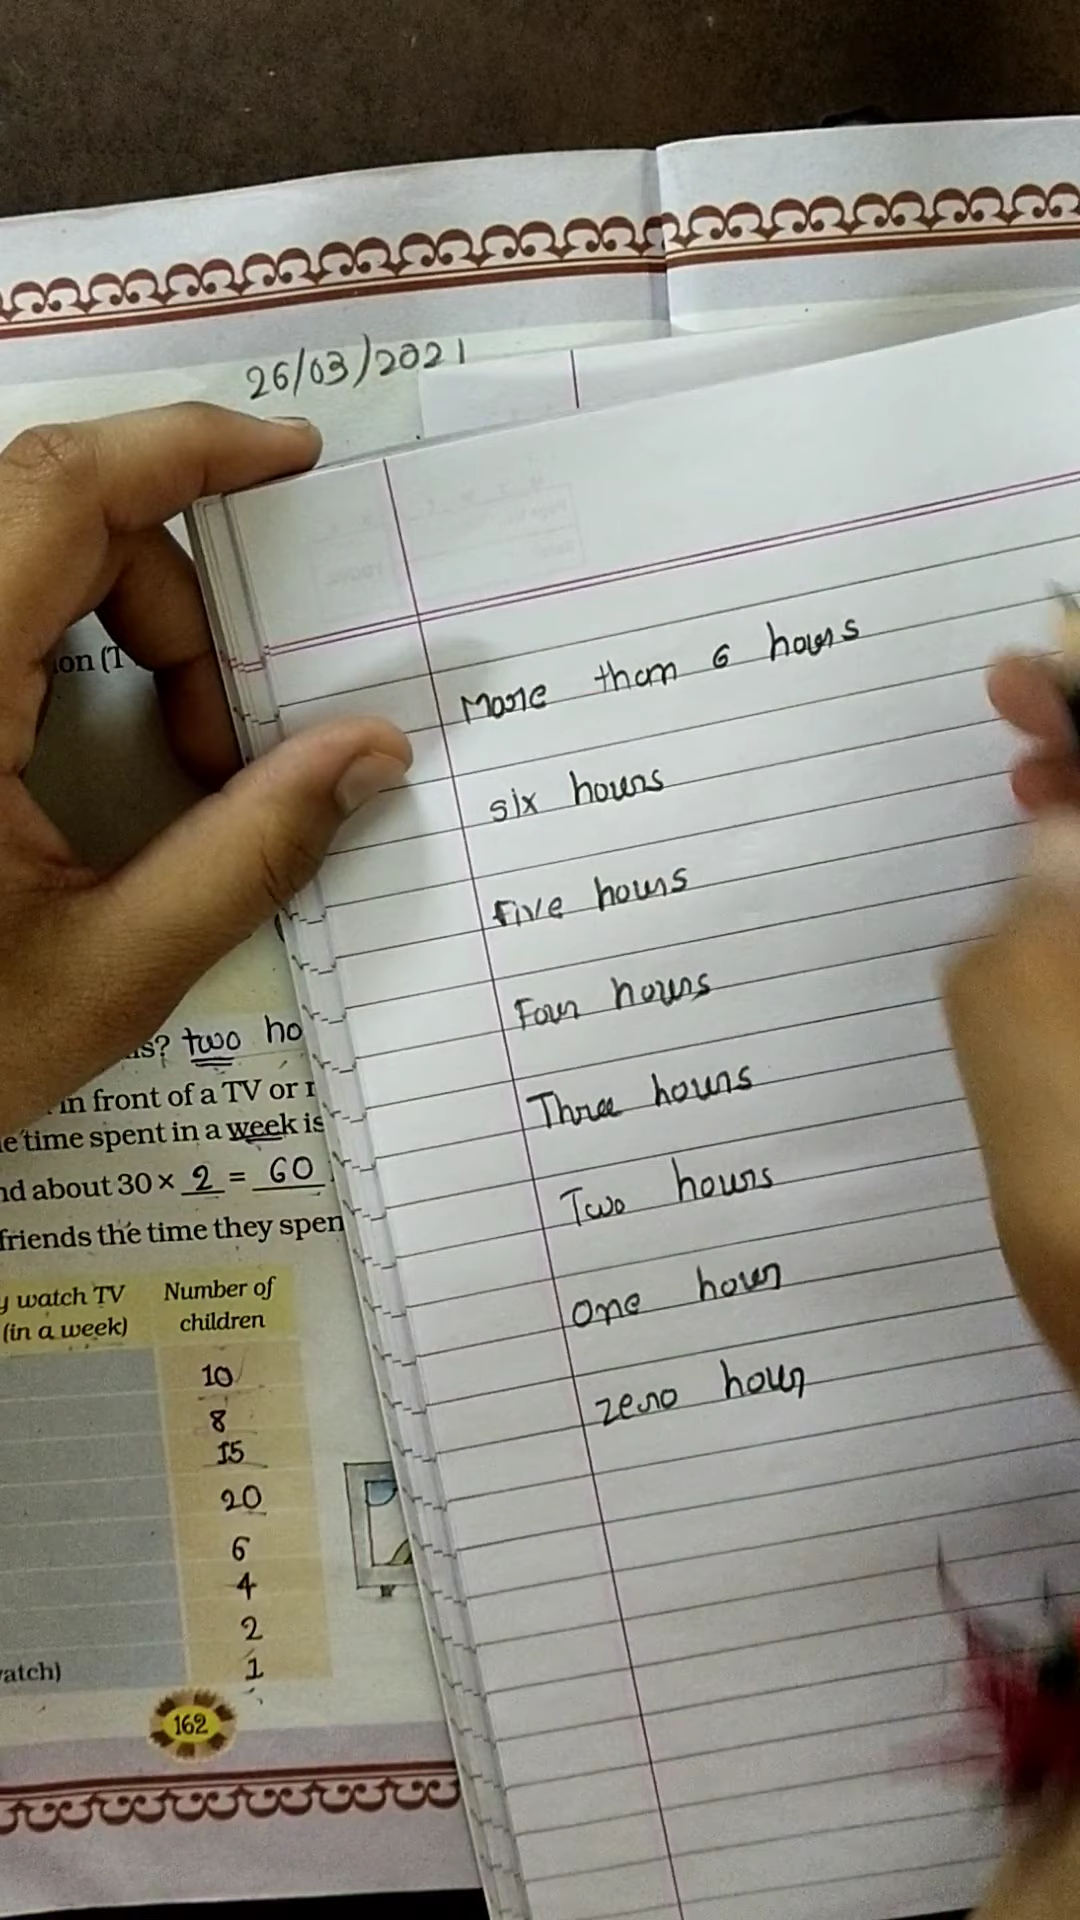 26/03/2021
on (T
More than 6 hours
six hours
Five hours
Four hours
Three hours
Two hours
one hour
zero hour
is? two ho
in front of a TV or
e time spent in a week is
nd about 30 × 2 = 60
friends the time they spen
y watch TV Number of
(in a week) children
10
8
15
20
6
4
2
atch) 1
162